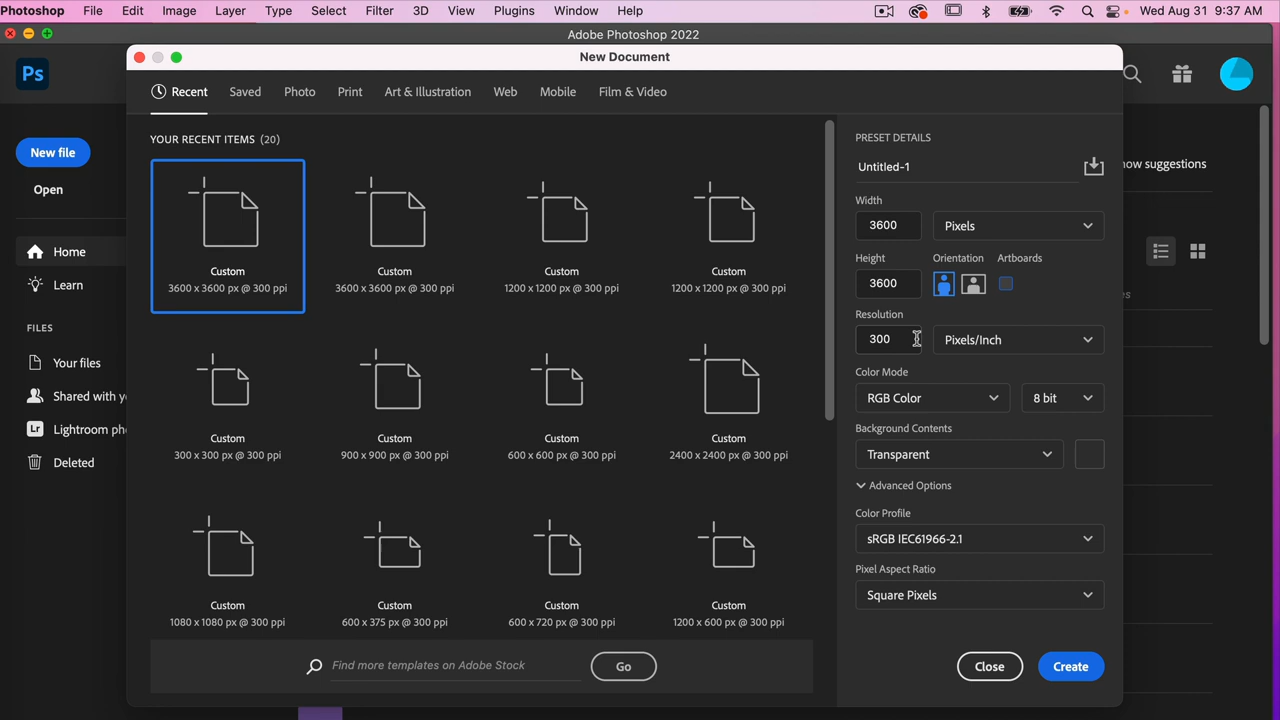 Photoshop File Edit Image Layer Type Select Filter 3D View Plugins Window Help Wed Aug 31 9:37 AM
Adobe Photoshop 2022
New Document
Ps
Recent Saved Photo Print Art & Illustration Web Mobile Film & Video
YOUR RECENT ITEMS (20)
PRESET DETAILS
New file
Untitled-1
now suggestions
Open
Width
3600 Pixels
Home
Height Orientation Artboards
Learn
Custom Custom Custom Custom
3600 x 3600 px @ 300 ppi 3600 x 3600 px @ 300 ppi 1200 x 1200 px @ 300 ppi 1200 x 1200 px @ 300 ppi
3600
Resolution
FILES
300 Pixels/Inch
Your files
Color Mode
Shared with yo
RGB Color 8 bit
Lightroom pho
Background Contents
Custom Custom Custom Custom
300 x 300 px @ 300 ppi 900 x 900 px @ 300 ppi 600 x 600 px @ 300 ppi 2400 x 2400 px @ 300 ppi
Transparent
Lr
Deleted
Advanced Options
Color Profile
sRGB IEC61966-2.1
Pixel Aspect Ratio
Square Pixels
Custom Custom Custom Custom
1080 x 1080 px @ 300 ppi 600 x 375 px @ 300 ppi 600 x 720 px @ 300 ppi 1200 x 600 px @ 300 ppi
Find more templates on Adobe Stock Go
Close Create